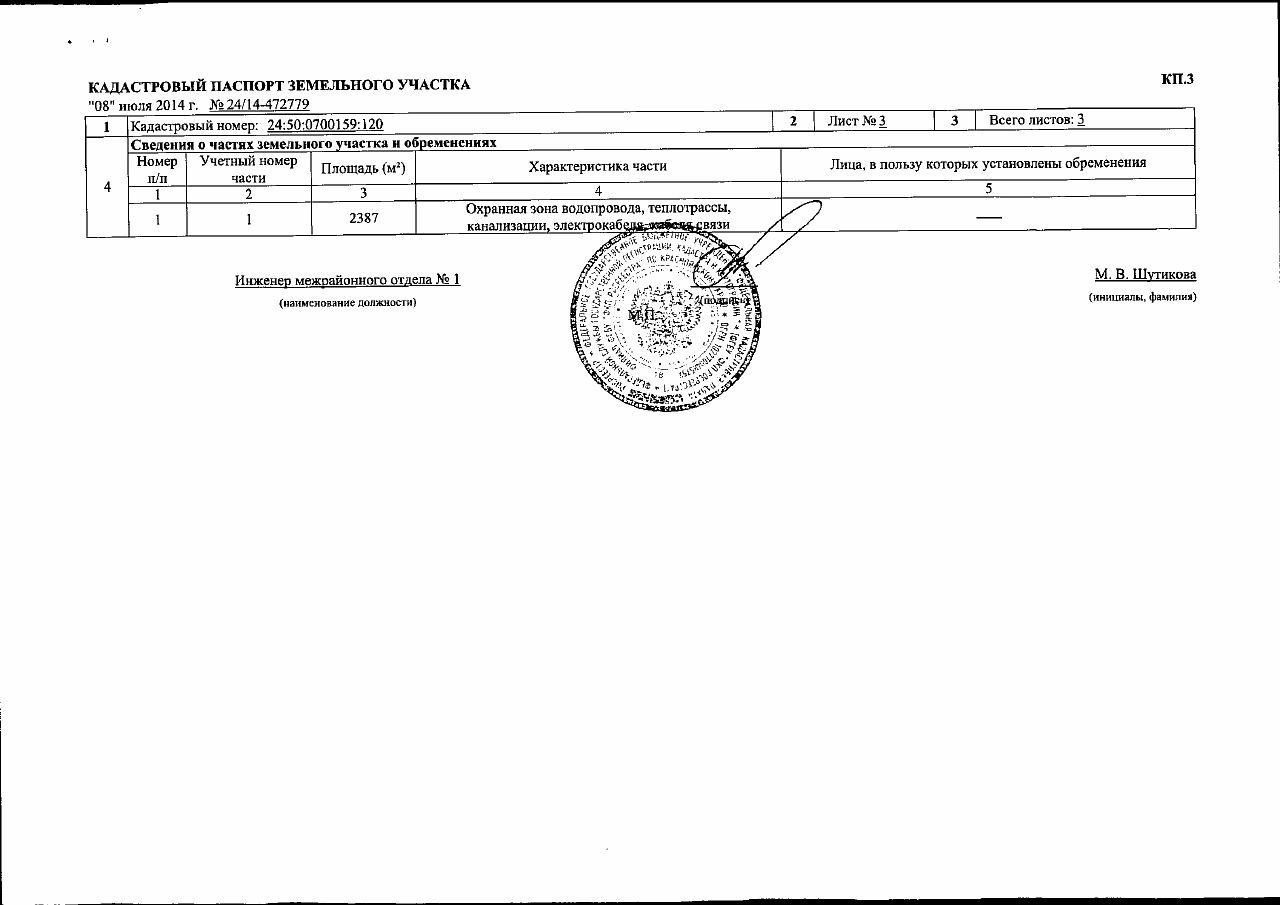 КП.3
КАДАСТРОВЫЙ ПАСПОРТ ЗЕМЕЛЬНОГО УЧАСТКА
"08" июля 2014 г. № 24/14-472779
1 Кадастровый номер: 24:50:0700159:120 2 Лист № 3 3 Всего листов: 3
4 Сведения о частях земельного участка и обременениях
Номер п/п Учетный номер части Площадь (м²) Характеристика части Лица, в пользу которых установлены обременения
1 2 3 4 5
1 1 2387 Охранная зона водопровода, теплотрассы, —
канализации, электрокабеля, кабеля связи
Инженер межрайонного отдела № 1 М. В. Шутикова
(наименование должности) (подпись) (инициалы, фамилия)
М.П.